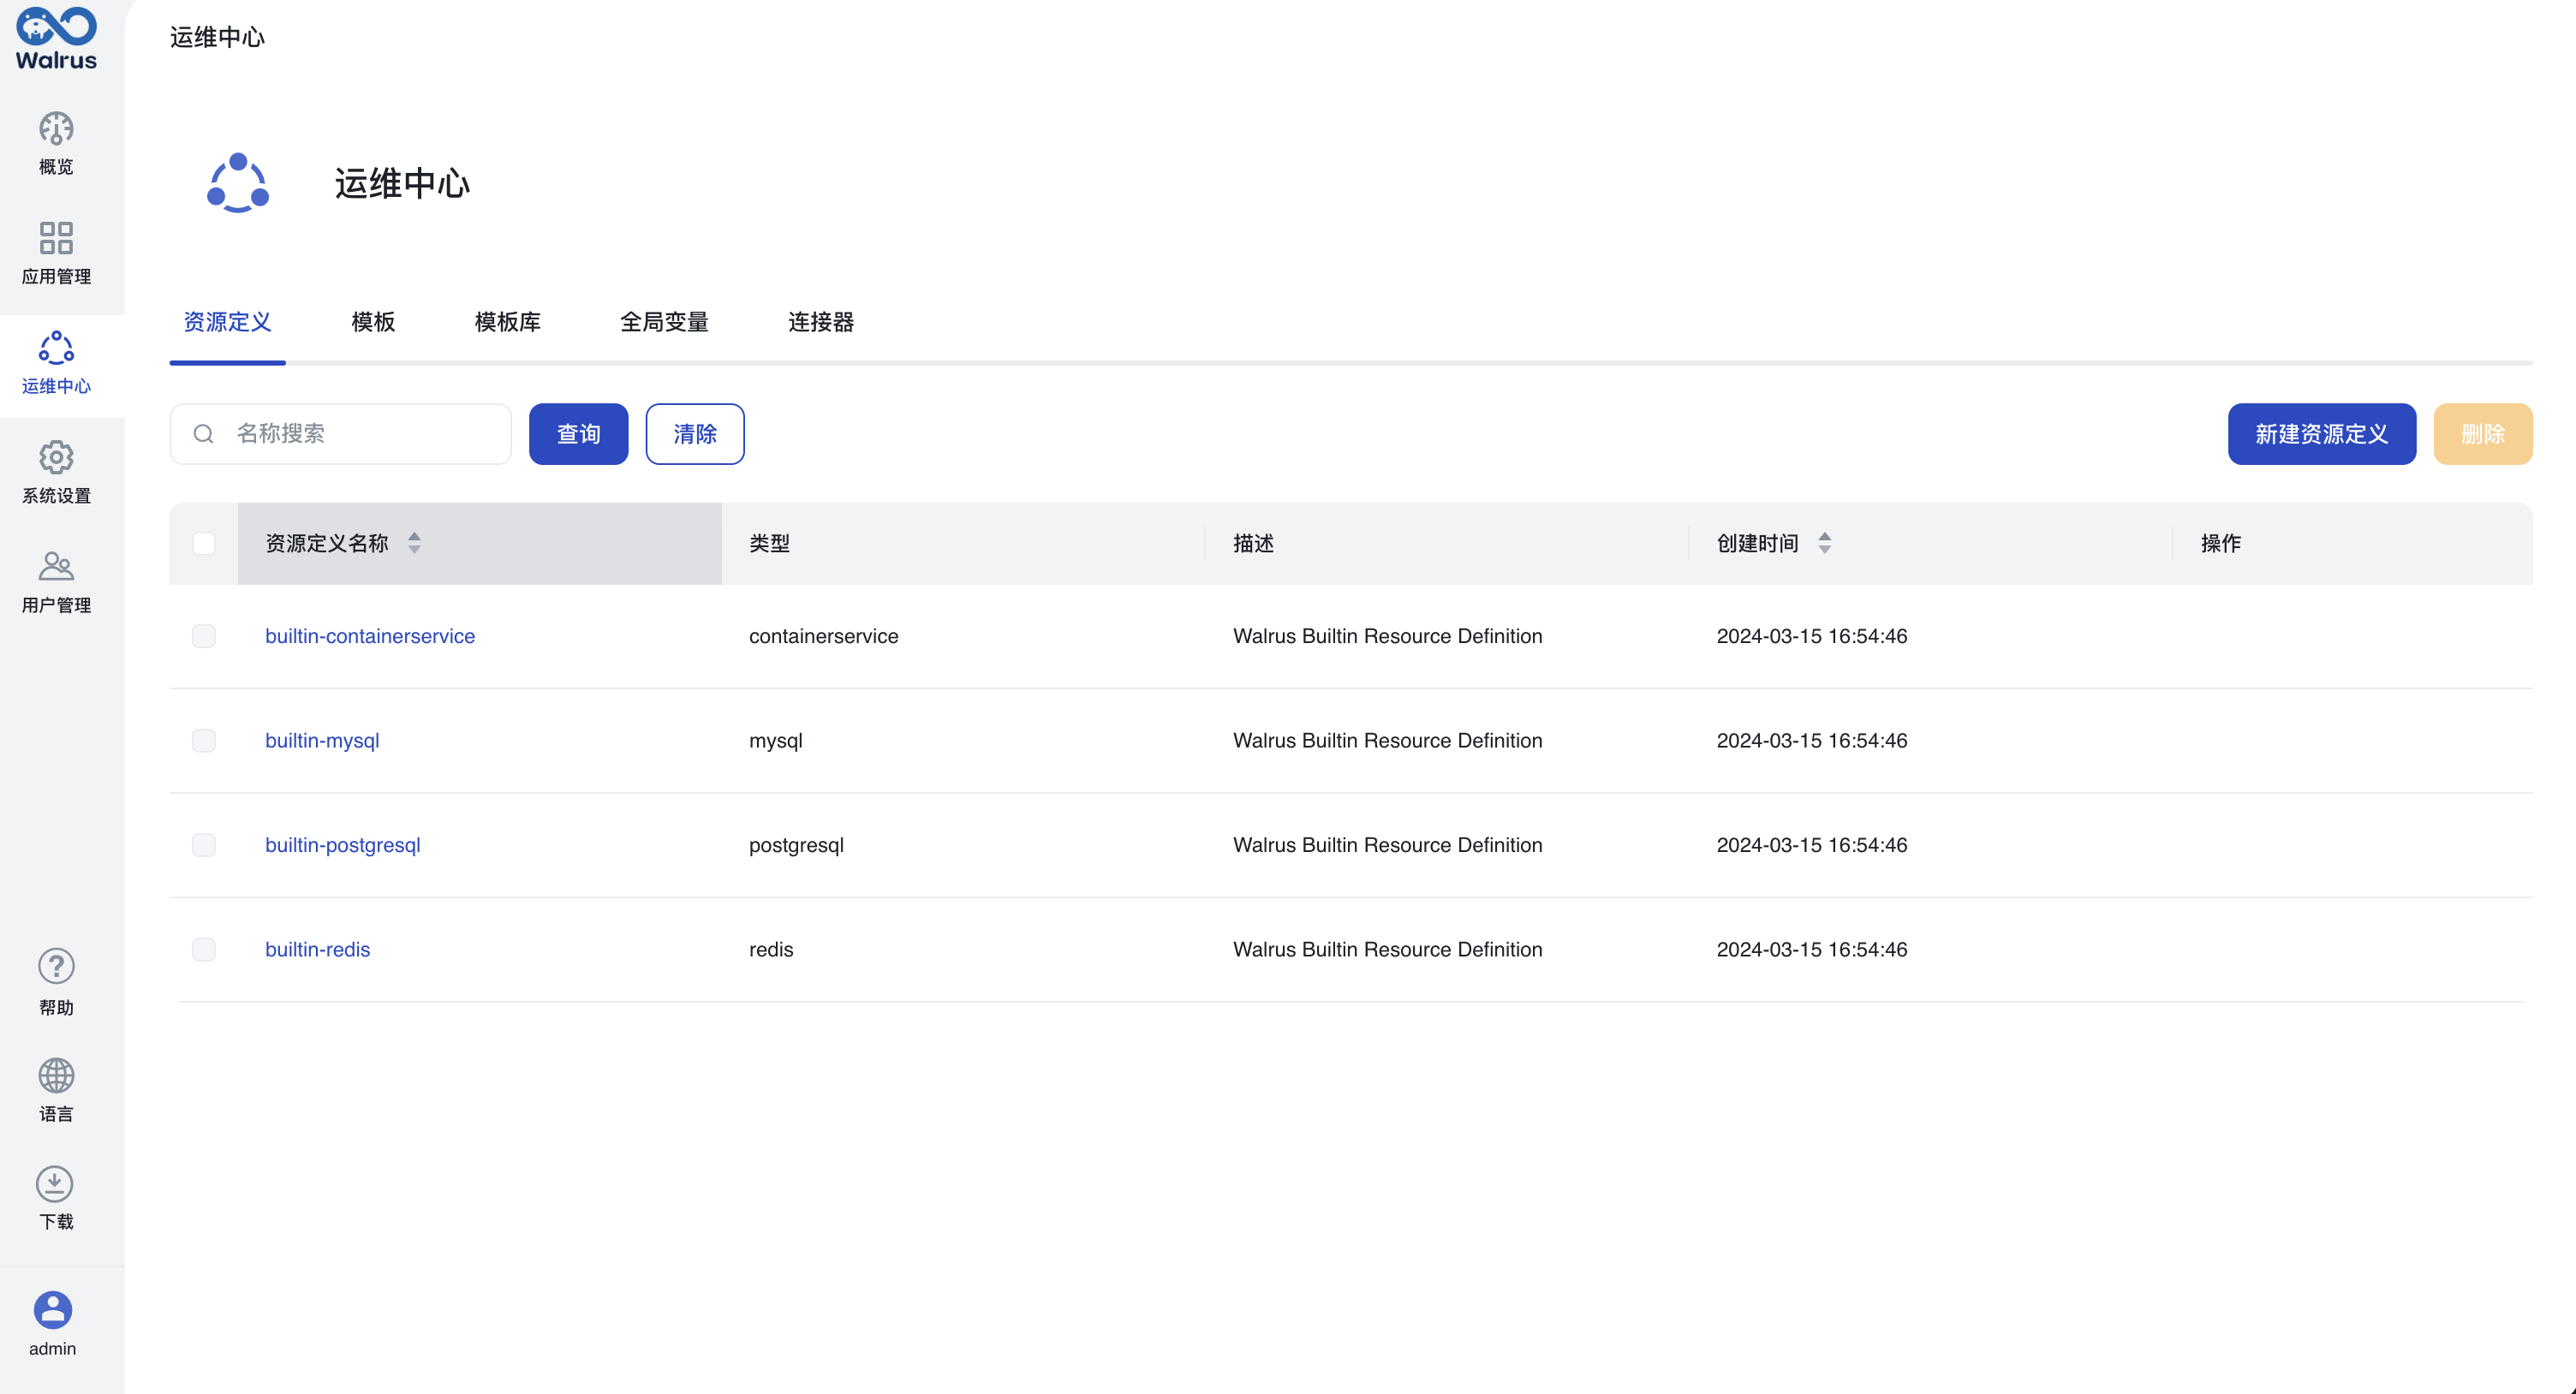 Walrus
概览
应用管理
运维中心
系统设置
用户管理
帮助
语言
下载
admin
运维中心
运维中心
资源定义 模板 模板库 全局变量 连接器
名称搜索 查询 清除 新建资源定义 删除
资源定义名称 类型 描述 创建时间 操作
builtin-containerservice containerservice Walrus Builtin Resource Definition 2024-03-15 16:54:46
builtin-mysql mysql Walrus Builtin Resource Definition 2024-03-15 16:54:46
builtin-postgresql postgresql Walrus Builtin Resource Definition 2024-03-15 16:54:46
builtin-redis redis Walrus Builtin Resource Definition 2024-03-15 16:54:46